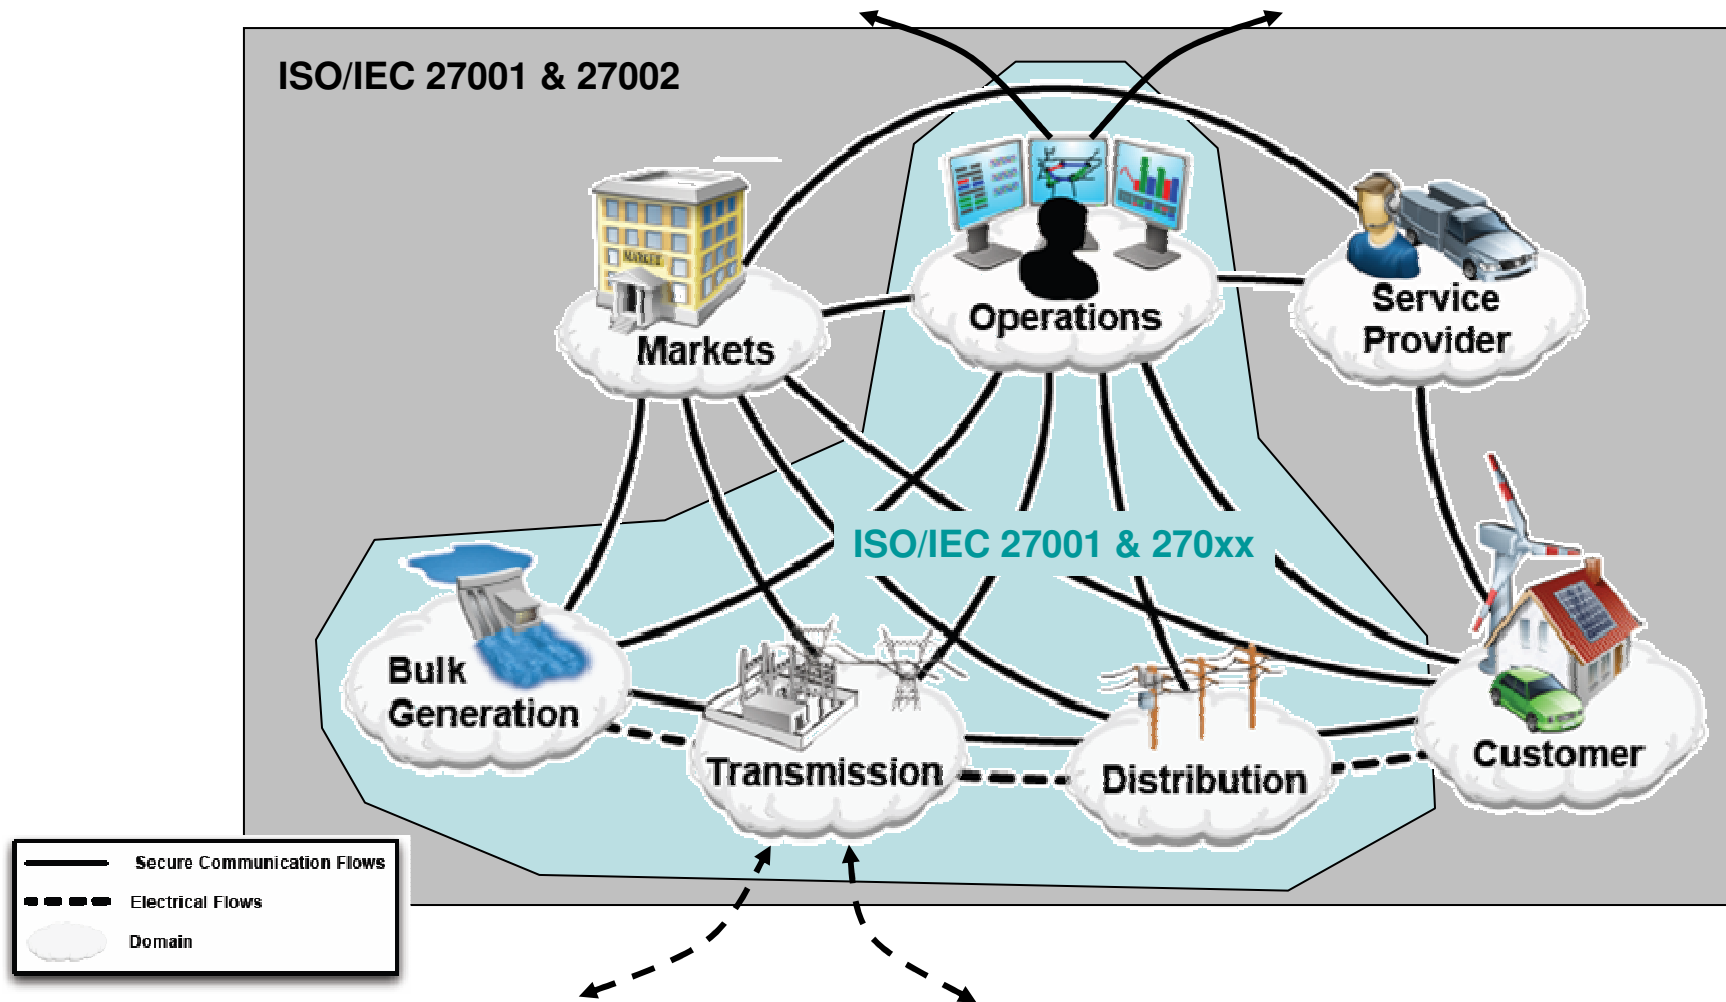 ISO/IEC 27001 & 27002
MARKET
Markets
Operations
Service
Provider
ISO/IEC 27001 & 270xx
Bulk
Generation
Transmission
Distribution
Customer
Secure Communication Flows
Electrical Flows
Domain